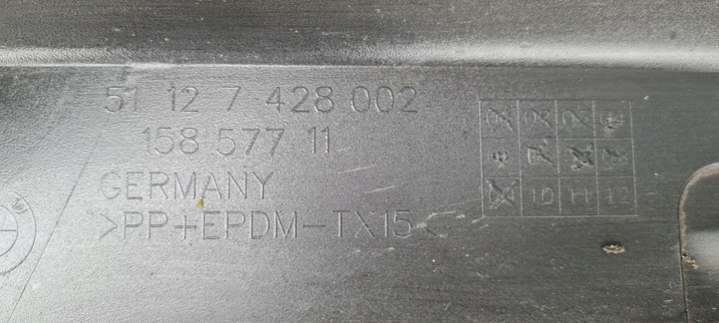 51 12 7 428 002
158 577 11
GERMANY
>PP+EPDM-TX15<
10 11 12